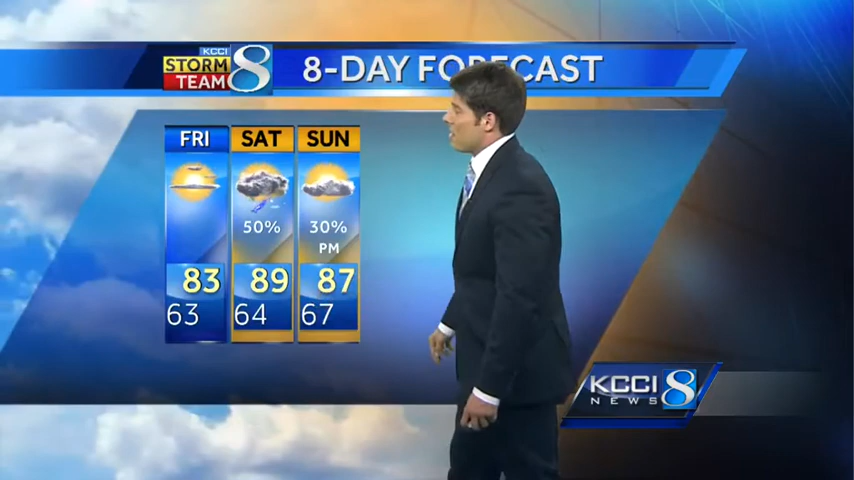 KCCI
STORM
TEAM 8
8-DAY FORECAST
FRI SAT SUN
50% 30%
PM
83 89 87
63 64 67
KCCI 8
NEWS